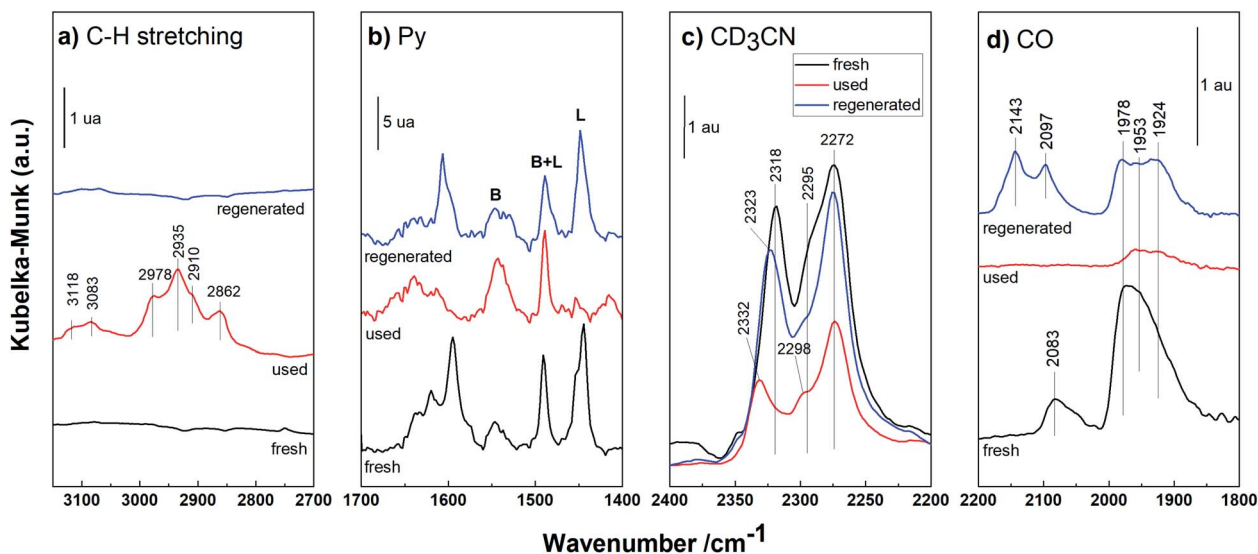 Kubelka-Munk (a.u.)
a) C-H stretching
1 ua
regenerated
3118
3083
2978
2935
2910
2862
used
fresh
3100 3000 2900 2800 2700
b) Py
5 ua
B
B+L
L
regenerated
used
fresh
1700 1600 1500 1400
c) CD3CN
fresh
used
regenerated
1 au
2332
2323
2318
2298
2295
2272
2400 2350 2300 2250 2200
d) CO
1 au
2143
2097
1978
1953
1924
regenerated
used
2083
fresh
2200 2100 2000 1900 1800
Wavenumber /cm-1